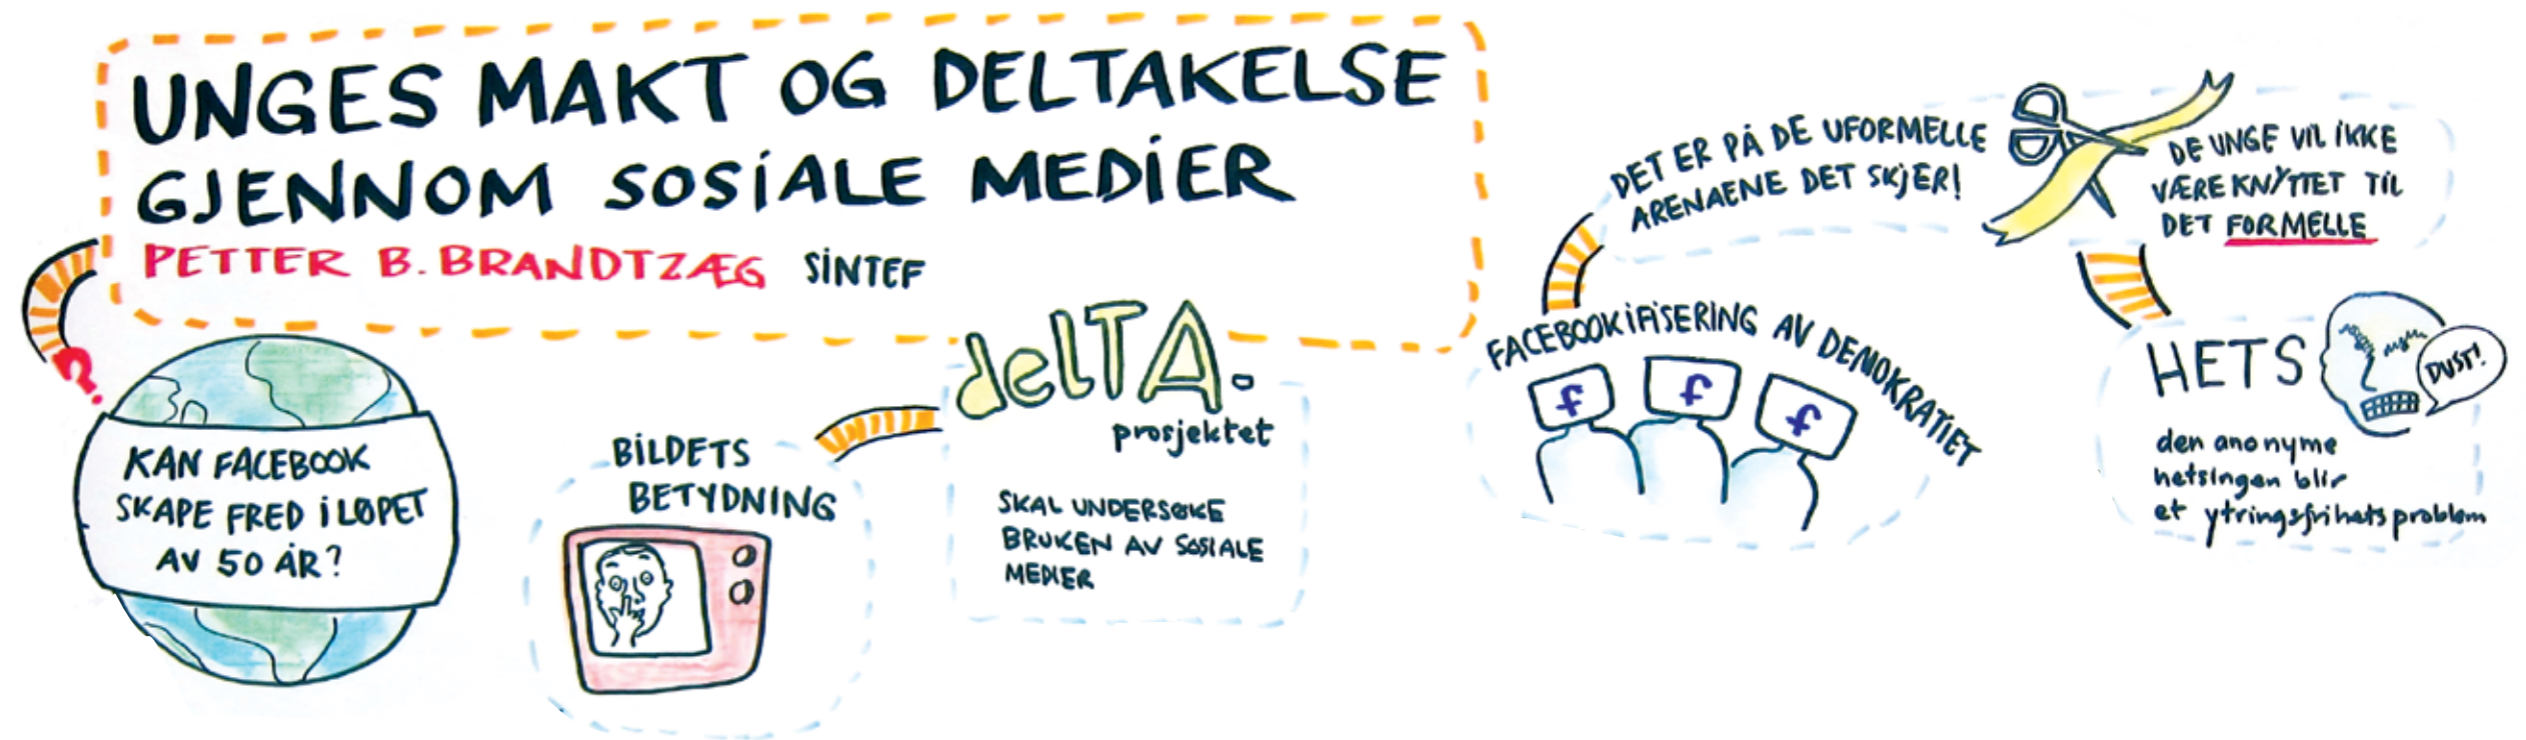 UNGES MAKT OG DELTAKELSE
GJENNOM SOSIALE MEDIER
PETTER B. BRANDTZÆG SINTEF
?
KAN FACEBOOK
SKAPE FRED I LØPET
AV 50 ÅR?
BILDETS
BETYDNING
delTA.
prosjektet
SKAL UNDERSØKE
BRUKEN AV SOSIALE
MEDIER
FACEBOOKIFISERING AV DEMOKRATIET
f f f
DET ER PÅ DE UFORMELLE
ARENAENE DET SKJER!
DE UNGE VIL IKKE
VÆRE KNYTTET TIL
DET FORMELLE
HETS
DUST!
den anonyme
hetsingen blir
et ytringsfrihetsproblem